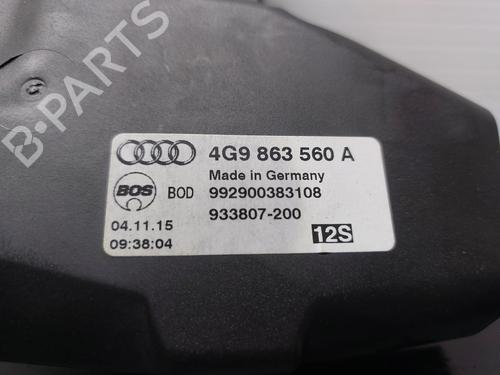 B-PARTS
4G9 863 560 A
Made in Germany
BOS BOD 992900383108
933807-200
04.11.15
09:38:04
12S